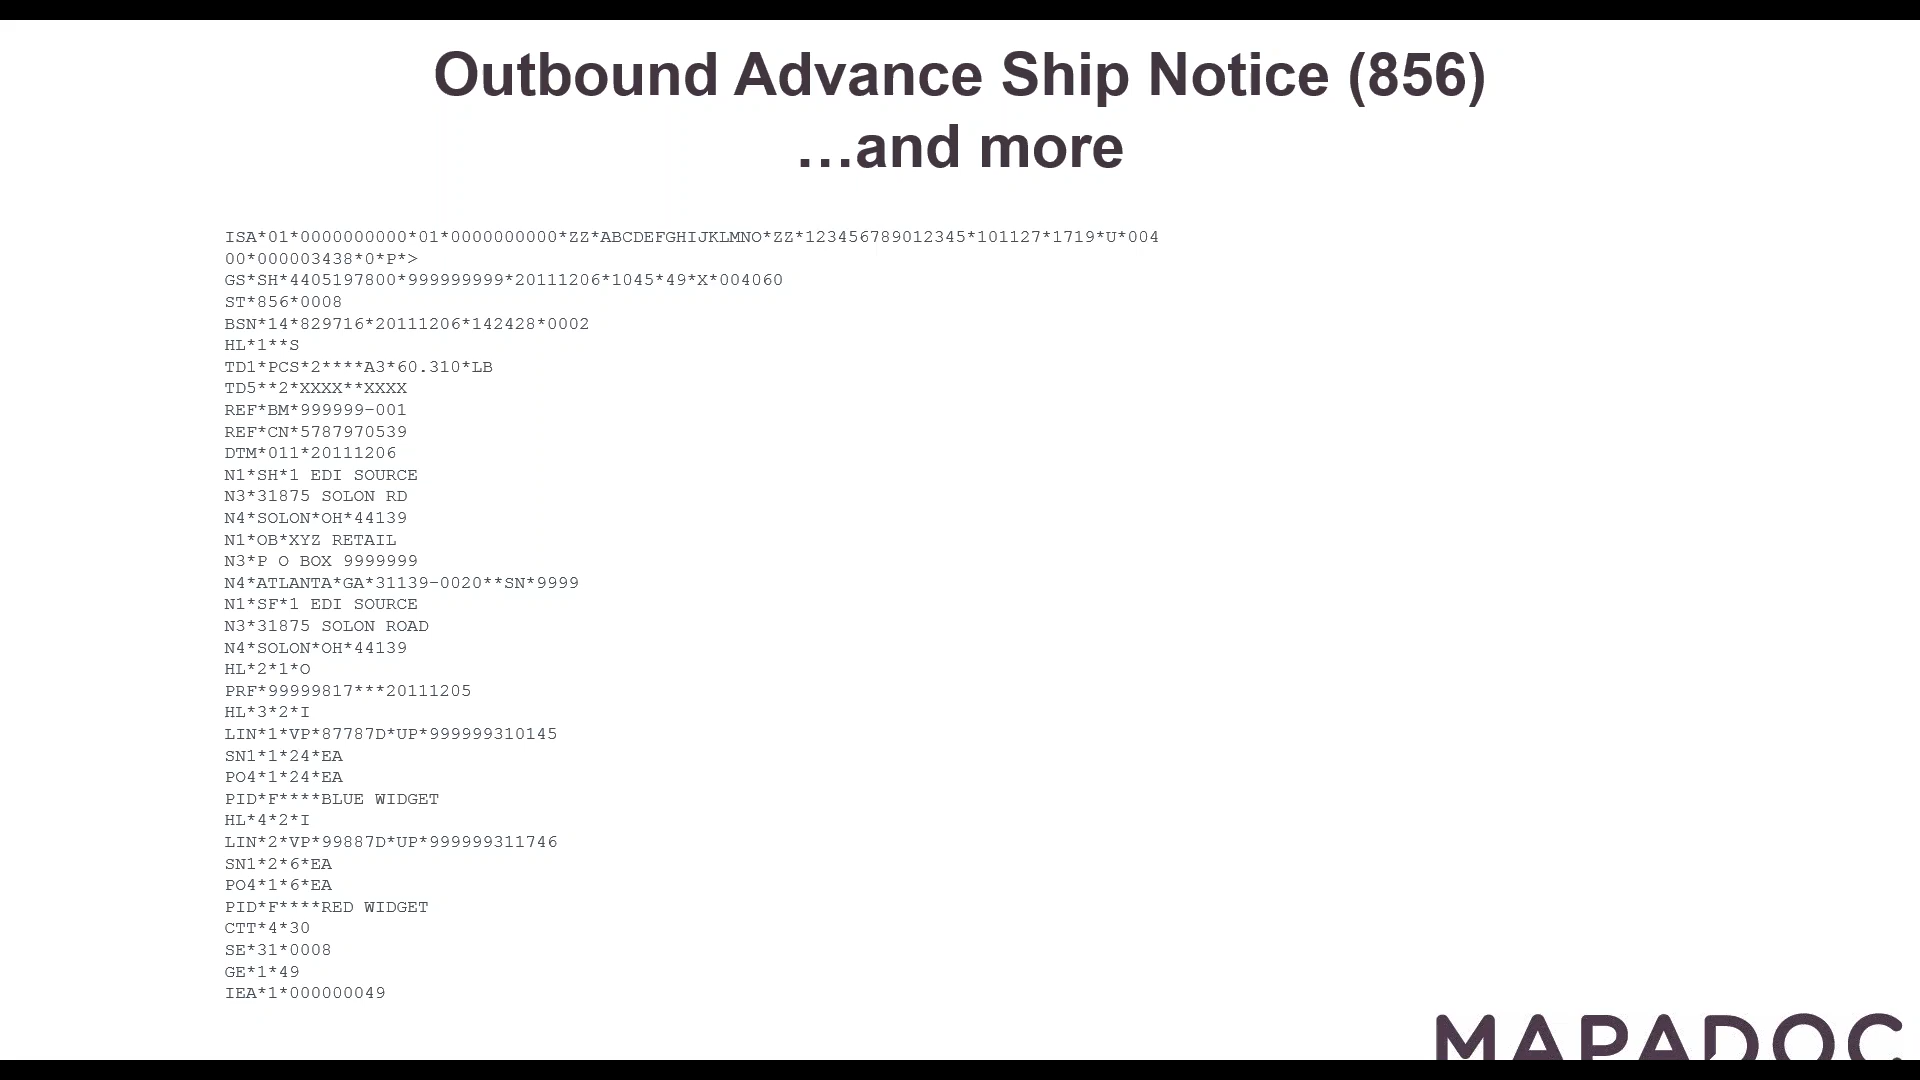 Outbound Advance Ship Notice (856)
…and more
ISA*01*0000000000*01*0000000000*ZZ*ABCDEFGHIJKLMNO*ZZ*123456789012345*101127*1719*U*004
00*000003438*0*P*>
GS*SH*4405197800*999999999*20111206*1045*49*X*004060
ST*856*0008
BSN*14*829716*20111206*142428*0002
HL*1**S
TD1*PCS*2****A3*60.310*LB
TD5**2*XXXX**XXXX
REF*BM*999999-001
REF*CN*5787970539
DTM*011*20111206
N1*SH*1 EDI SOURCE
N3*31875 SOLON RD
N4*SOLON*OH*44139
N1*OB*XYZ RETAIL
N3*P O BOX 9999999
N4*ATLANTA*GA*31139-0020**SN*9999
N1*SF*1 EDI SOURCE
N3*31875 SOLON ROAD
N4*SOLON*OH*44139
HL*2*1*O
PRF*99999817***20111205
HL*3*2*I
LIN*1*VP*87787D*UP*999999310145
SN1*1*24*EA
PO4*1*24*EA
PID*F****BLUE WIDGET
HL*4*2*I
LIN*2*VP*99887D*UP*999999311746
SN1*2*6*EA
PO4*1*6*EA
PID*F****RED WIDGET
CTT*4*30
SE*31*0008
GE*1*49
IEA*1*000000049
MAPADOC